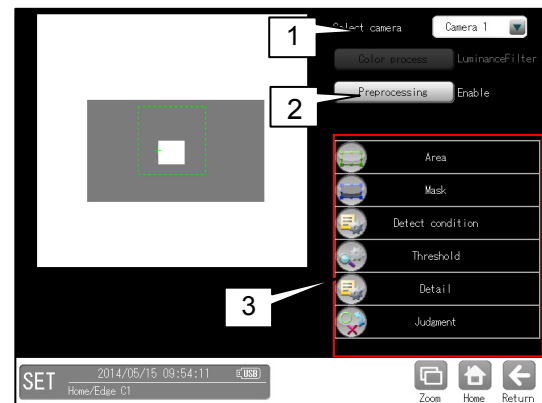 1
Select camera
Camera 1
Color process
LuminanceFilter
2
Preprocessing
Enable
Area
Mask
Detect condition
Threshold
3
Detail
Judgment
SET
2014/05/15 09:54:11
USB
Home/Edge C1
Zoom
Home
Return